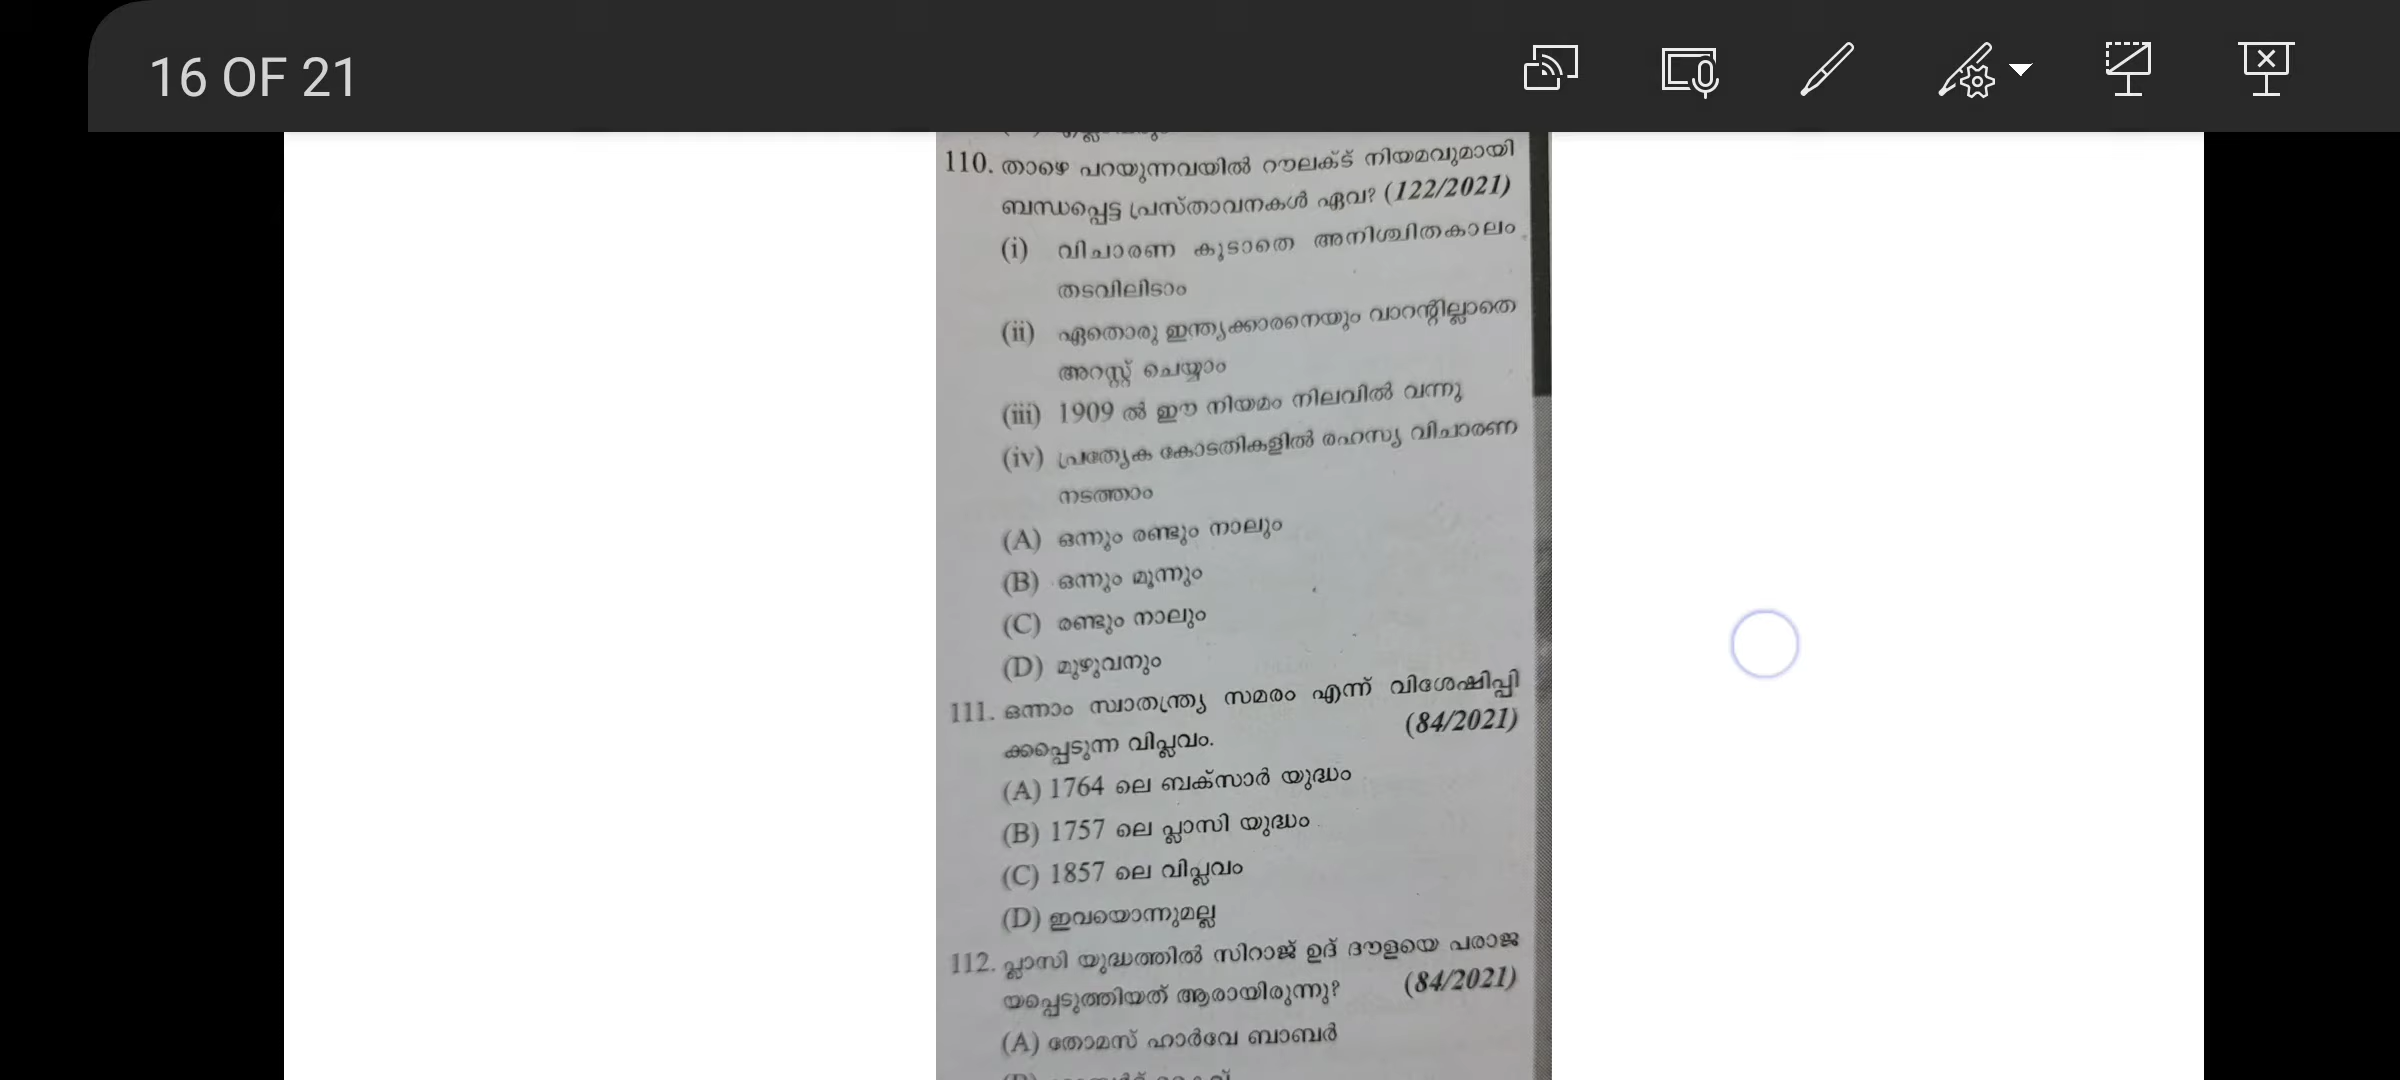 16 OF 21
110. താഴെ പറയുന്നവയിൽ റൗലക്ട് നിയമവുമായി
ബന്ധപ്പെട്ട പ്രസ്താവനകൾ ഏവ? (122/2021)
(i) വിചാരണ കൂടാതെ അനിശ്ചിതകാലം
തടവിലിടാം
(ii) ഏതൊരു ഇന്ത്യക്കാരനെയും വാറന്റില്ലാതെ
അറസ്റ്റ് ചെയ്യാം
(iii) 1909 ൽ ഈ നിയമം നിലവിൽ വന്നു
(iv) പ്രത്യേക കോടതികളിൽ രഹസ്യ വിചാരണ
നടത്താം
(A) ഒന്നും രണ്ടും നാലും
(B) ഒന്നും മൂന്നും
(C) രണ്ടും നാലും
(D) മുഴുവനും
111. ഒന്നാം സ്വാതന്ത്ര്യ സമരം എന്ന് വിശേഷിപ്പി
ക്കപ്പെടുന്ന വിപ്ലവം. (84/2021)
(A) 1764 ലെ ബക്സാർ യുദ്ധം
(B) 1757 ലെ പ്ലാസി യുദ്ധം
(C) 1857 ലെ വിപ്ലവം
(D) ഇവയൊന്നുമല്ല
112. പ്ലാസി യുദ്ധത്തിൽ സിറാജ് ഉദ് ദൗളയെ പരാജ
യപ്പെടുത്തിയത് ആരായിരുന്നു? (84/2021)
(A) തോമസ് ഹാർവേ ബാബർ